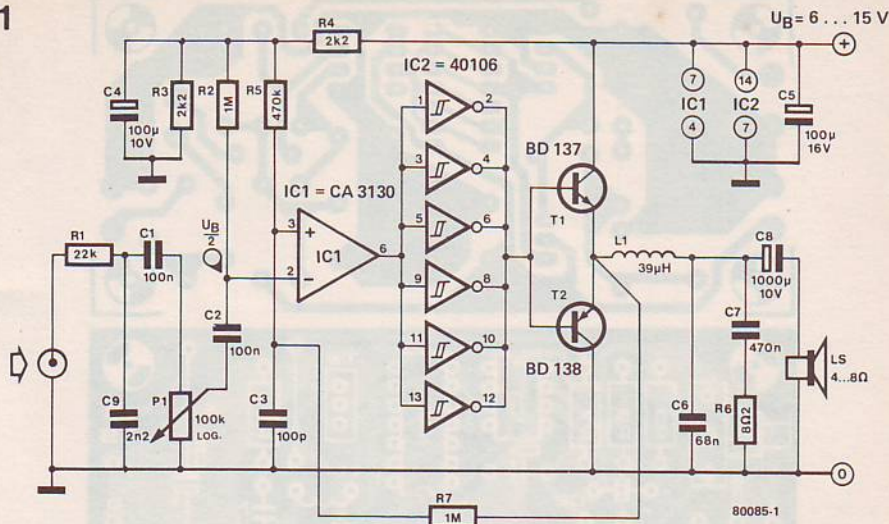 1
U_B = 6 ... 15 V
R4
2k2
IC2 = 40106
C4
100µ
10V
R3
2k2
R2
1M
R5
470k
7
14
IC1
IC2
4
7
C5
100µ
16V
+
1
2
3
4
5
6
9
8
11
10
13
12
BD 137
T1
IC1 = CA 3130
3
+
IC1
6
2
−
R1
22k
C1
100n
U_B
2
C2
100n
L1
39µH
C8
1000µ
10V
T2
BD 138
C7
470n
LS
4...8Ω
C9
2n2
P1
100k
LOG.
C3
100p
C6
68n
R6
8Ω2
0
R7
1M
80085-1